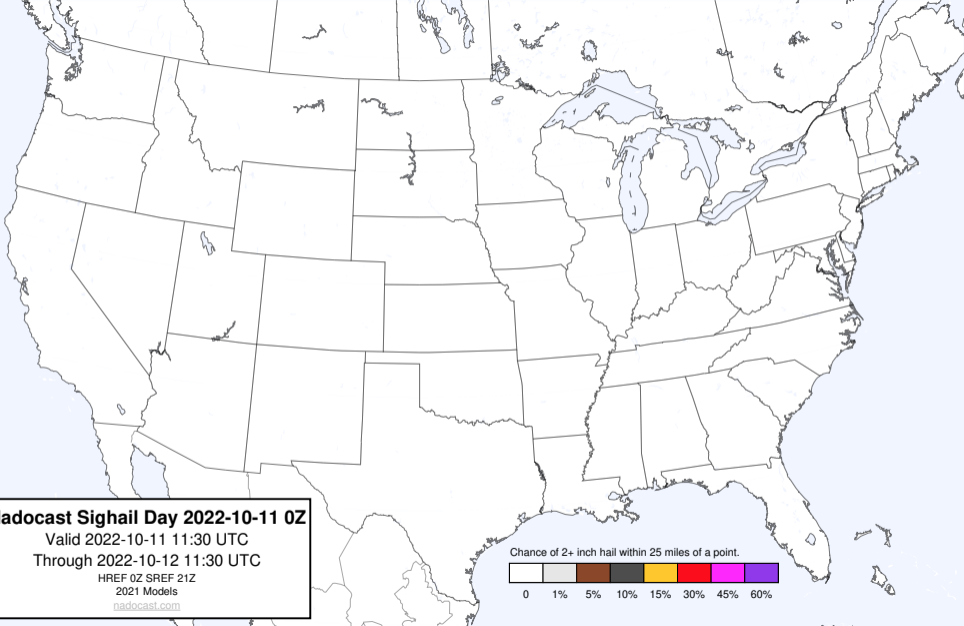 adocast Sighail Day 2022-10-11 0Z
Valid 2022-10-11 11:30 UTC
Through 2022-10-12 11:30 UTC
HREF 0Z SREF 21Z
2021 Models
nadocast.com
Chance of 2+ inch hail within 25 miles of a point.
0 1% 5% 10% 15% 30% 45% 60%